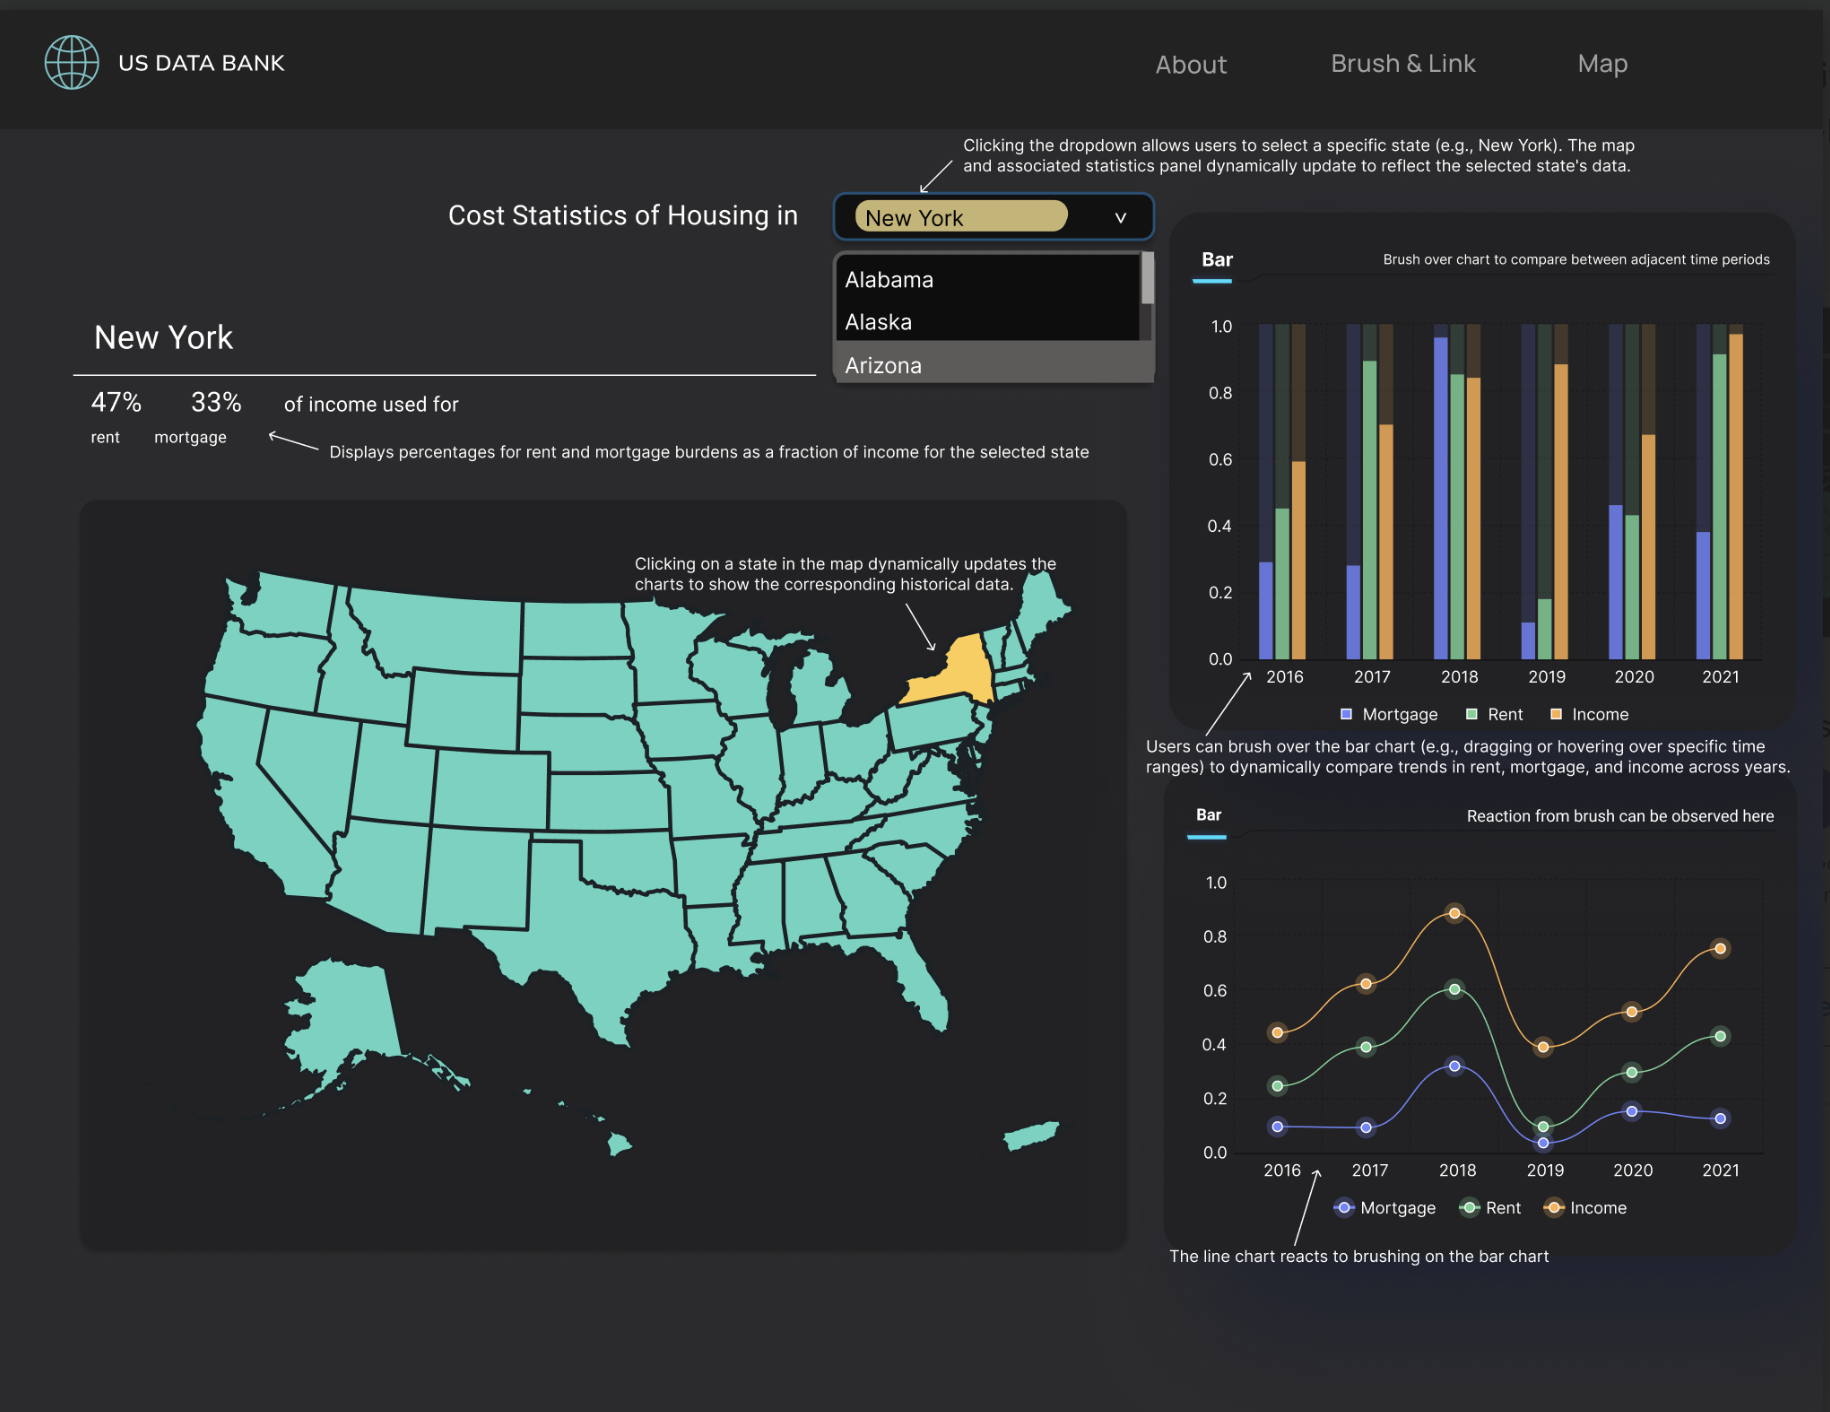 US DATA BANK
About
Brush & Link
Map
Clicking the dropdown allows users to select a specific state (e.g., New York). The map
and associated statistics panel dynamically update to reflect the selected state's data.
Cost Statistics of Housing in
New York
Alabama
Alaska
Arizona
New York
47% 33% of income used for
rent mortgage
Displays percentages for rent and mortgage burdens as a fraction of income for the selected state
Clicking on a state in the map dynamically updates the
charts to show the corresponding historical data.
Bar
Brush over chart to compare between adjacent time periods
1.0
0.8
0.6
0.4
0.2
0.0
2016 2017 2018 2019 2020 2021
Mortgage Rent Income
Users can brush over the bar chart (e.g., dragging or hovering over specific time
ranges) to dynamically compare trends in rent, mortgage, and income across years.
Bar
Reaction from brush can be observed here
1.0
0.8
0.6
0.4
0.2
0.0
2016 2017 2018 2019 2020 2021
Mortgage Rent Income
The line chart reacts to brushing on the bar chart